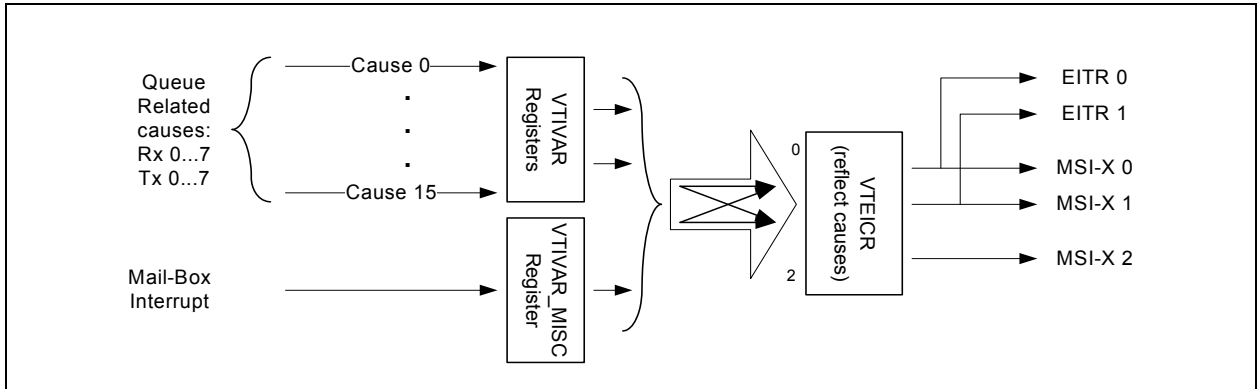 Queue
Related
causes:
Rx 0...7
Tx 0...7
Cause 0
Cause 15
Mail-Box
Interrupt
VTIVAR
Registers
VTIVAR_MISC
Register
0
2
VTEICR
(reflect causes)
EITR 0
EITR 1
MSI-X 0
MSI-X 1
MSI-X 2